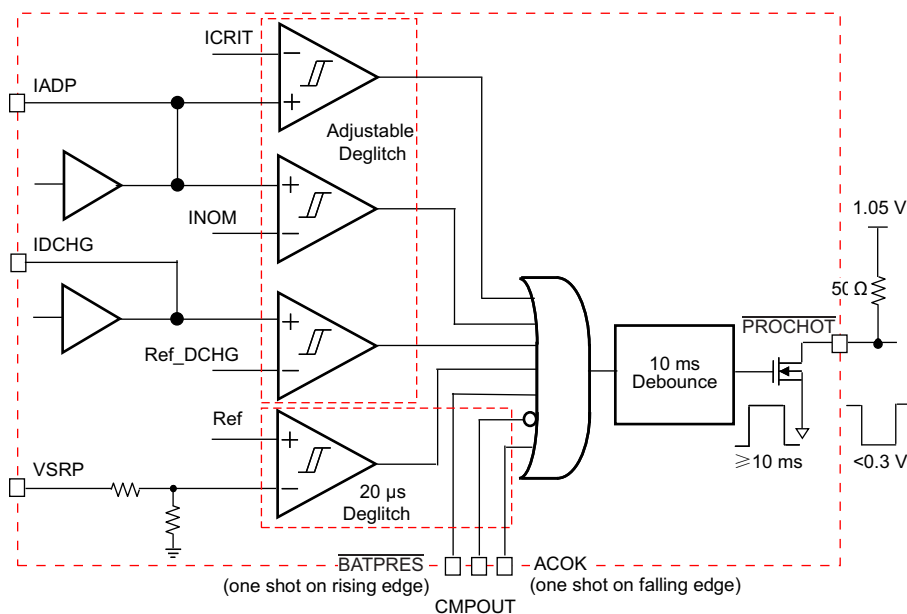 ICRIT
IADP
Adjustable
Deglitch
INOM
IDCHG
Ref_DCHG
Ref
VSRP
20 µs
Deglitch
10 ms
Debounce
PROCHOT
1.05 V
50 Ω
≥10 ms
<0.3 V
BATPRES
(one shot on rising edge)
CMPOUT
ACOK
(one shot on falling edge)